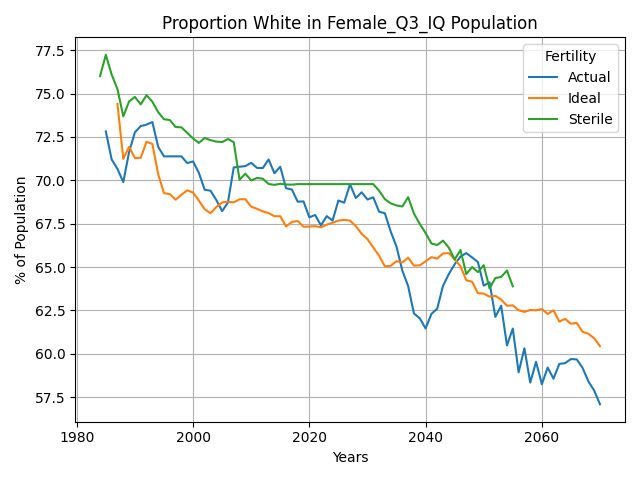 Proportion White in Female_Q3_IQ Population
Fertility
Actual
Ideal
Sterile
% of Population
77.5
75.0
72.5
70.0
67.5
65.0
62.5
60.0
57.5
1980
2000
2020
2040
2060
Years